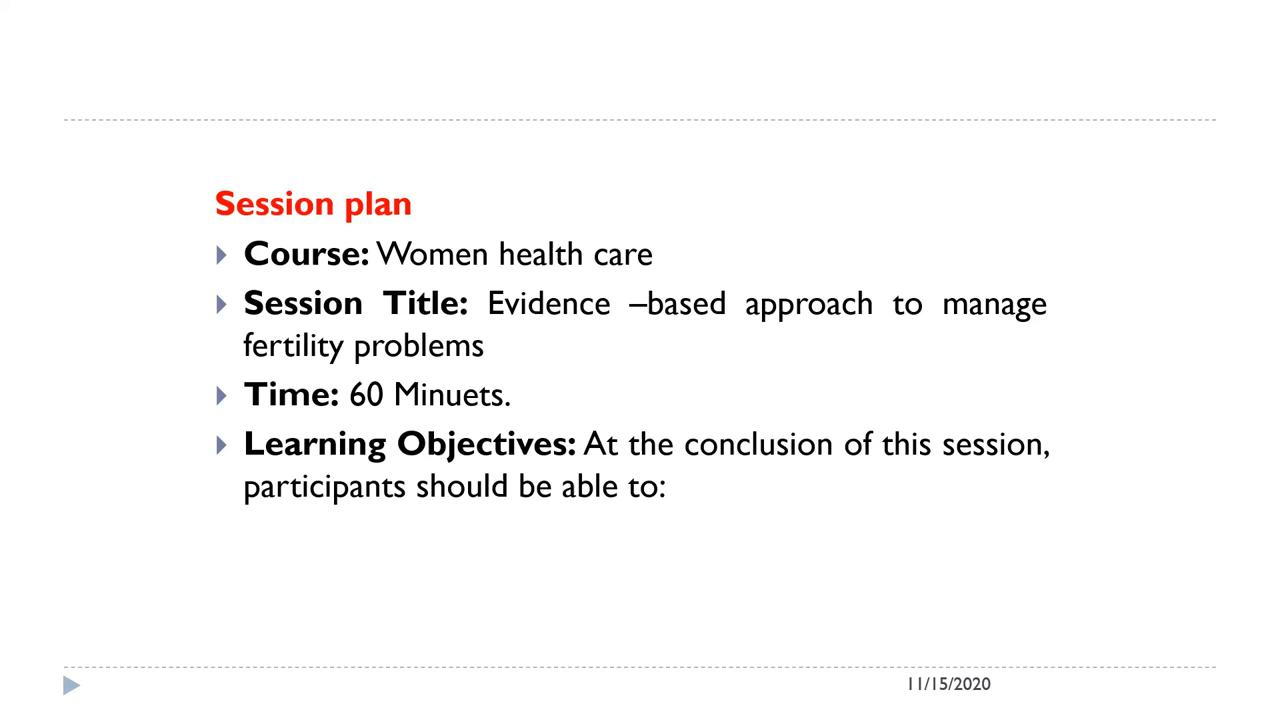 Session plan
Course: Women health care
Session Title: Evidence –based approach to manage
fertility problems
Time: 60 Minuets.
Learning Objectives: At the conclusion of this session,
participants should be able to:
11/15/2020